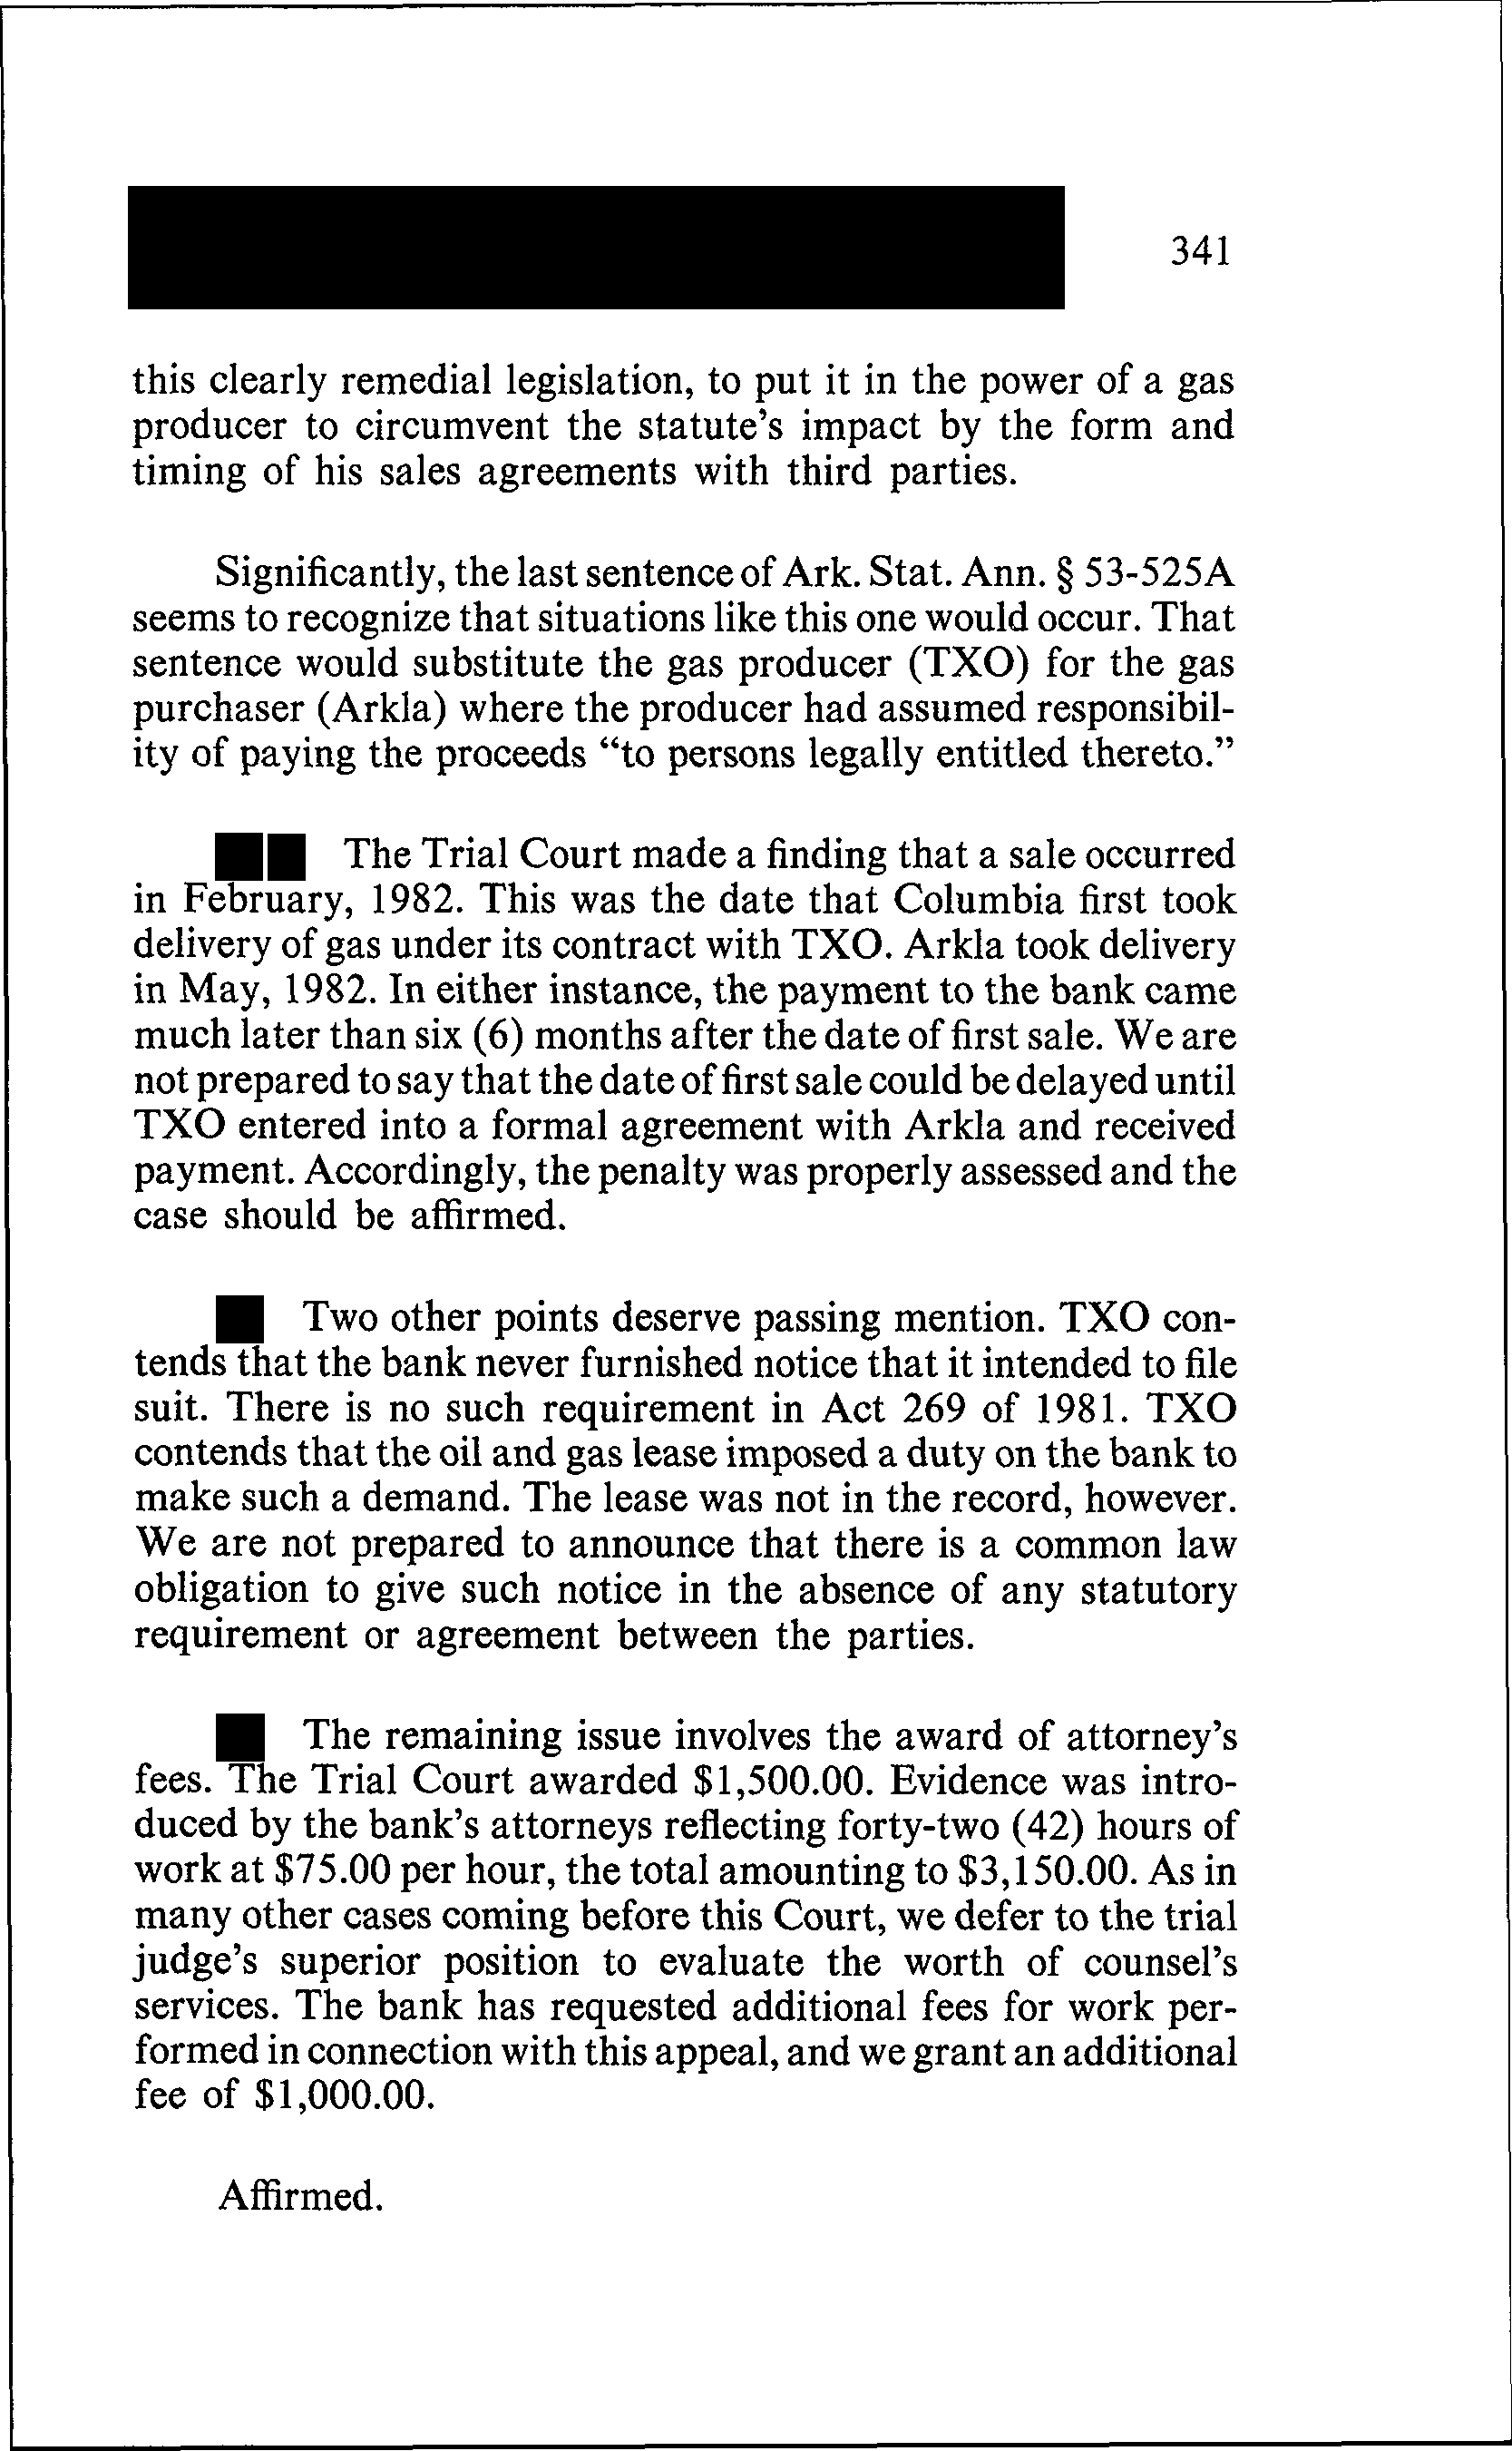 341
this clearly remedial legislation, to put it in the power of a gas
producer to circumvent the statute's impact by the form and
timing of his sales agreements with third parties.
Significantly, the last sentence of Ark. Stat. Ann. § 53-525A
seems to recognize that situations like this one would occur. That
sentence would substitute the gas producer (TXO) for the gas
purchaser (Arkla) where the producer had assumed responsibil-
ity of paying the proceeds “to persons legally entitled thereto.”
The Trial Court made a finding that a sale occurred
in February, 1982. This was the date that Columbia first took
delivery of gas under its contract with TXO. Arkla took delivery
in May, 1982. In either instance, the payment to the bank came
much later than six (6) months after the date of first sale. We are
not prepared to say that the date of first sale could be delayed until
TXO entered into a formal agreement with Arkla and received
payment. Accordingly, the penalty was properly assessed and the
case should be affirmed.
Two other points deserve passing mention. TXO con-
tends that the bank never furnished notice that it intended to file
suit. There is no such requirement in Act 269 of 1981. TXO
contends that the oil and gas lease imposed a duty on the bank to
make such a demand. The lease was not in the record, however.
We are not prepared to announce that there is a common law
obligation to give such notice in the absence of any statutory
requirement or agreement between the parties.
The remaining issue involves the award of attorney's
fees. The Trial Court awarded $1,500.00. Evidence was intro-
duced by the bank's attorneys reflecting forty-two (42) hours of
work at $75.00 per hour, the total amounting to $3,150.00. As in
many other cases coming before this Court, we defer to the trial
judge's superior position to evaluate the worth of counsel's
services. The bank has requested additional fees for work per-
formed in connection with this appeal, and we grant an additional
fee of $1,000.00.
Affirmed.